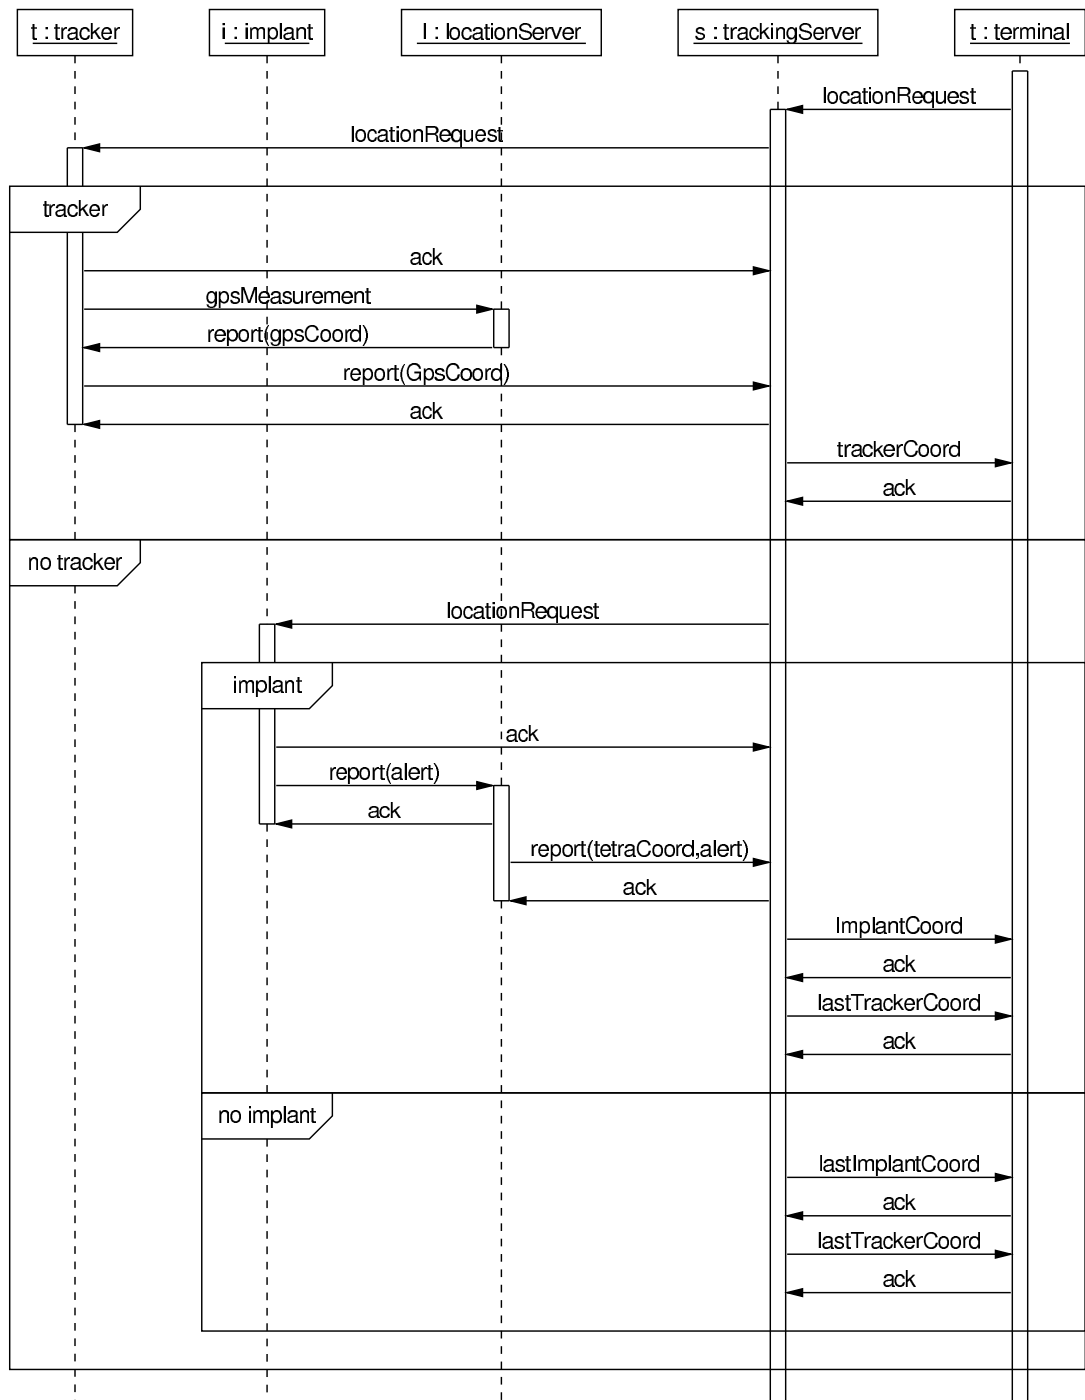 t : tracker
i : implant
l : locationServer
s : trackingServer
t : terminal
locationRequest
locationRequest
tracker
ack
gpsMeasurement
report(gpsCoord)
report(GpsCoord)
ack
trackerCoord
ack
no tracker
locationRequest
implant
ack
report(alert)
ack
report(tetraCoord,alert)
ack
ImplantCoord
ack
lastTrackerCoord
ack
no implant
lastImplantCoord
ack
lastTrackerCoord
ack